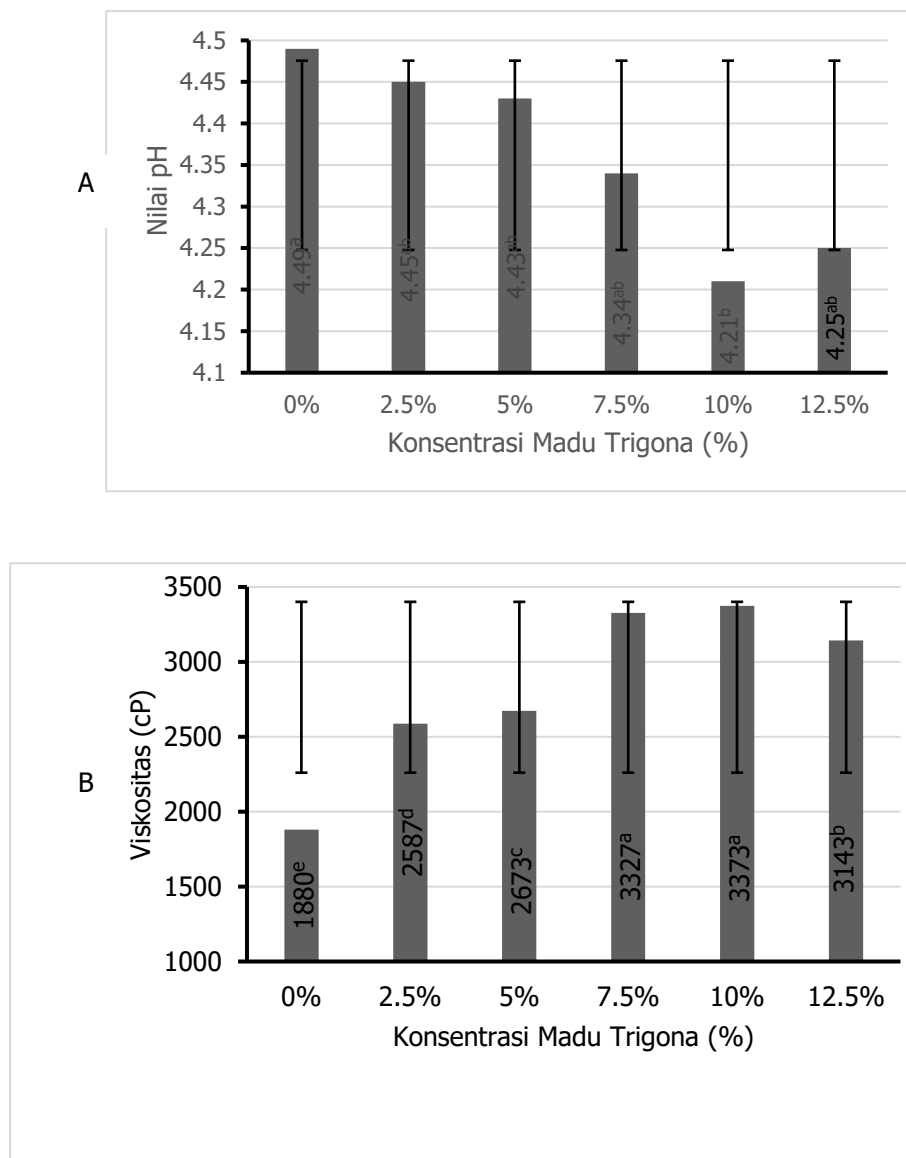 A
Nilai pH
4.5
4.45
4.4
4.35
4.3
4.25
4.2
4.15
4.1
4.49ᵃ
4.45ᵃᵇ
4.43ᵃᵇ
4.34ᵃᵇ
4.21ᵇ
4.25ᵃᵇ
0% 2.5% 5% 7.5% 10% 12.5%
Konsentrasi Madu Trigona (%)
B
Viskositas (cP)
3500
3000
2500
2000
1500
1000
1880ᵉ
2587ᵈ
2673ᶜ
3327ᵃ
3373ᵃ
3143ᵇ
0% 2.5% 5% 7.5% 10% 12.5%
Konsentrasi Madu Trigona (%)